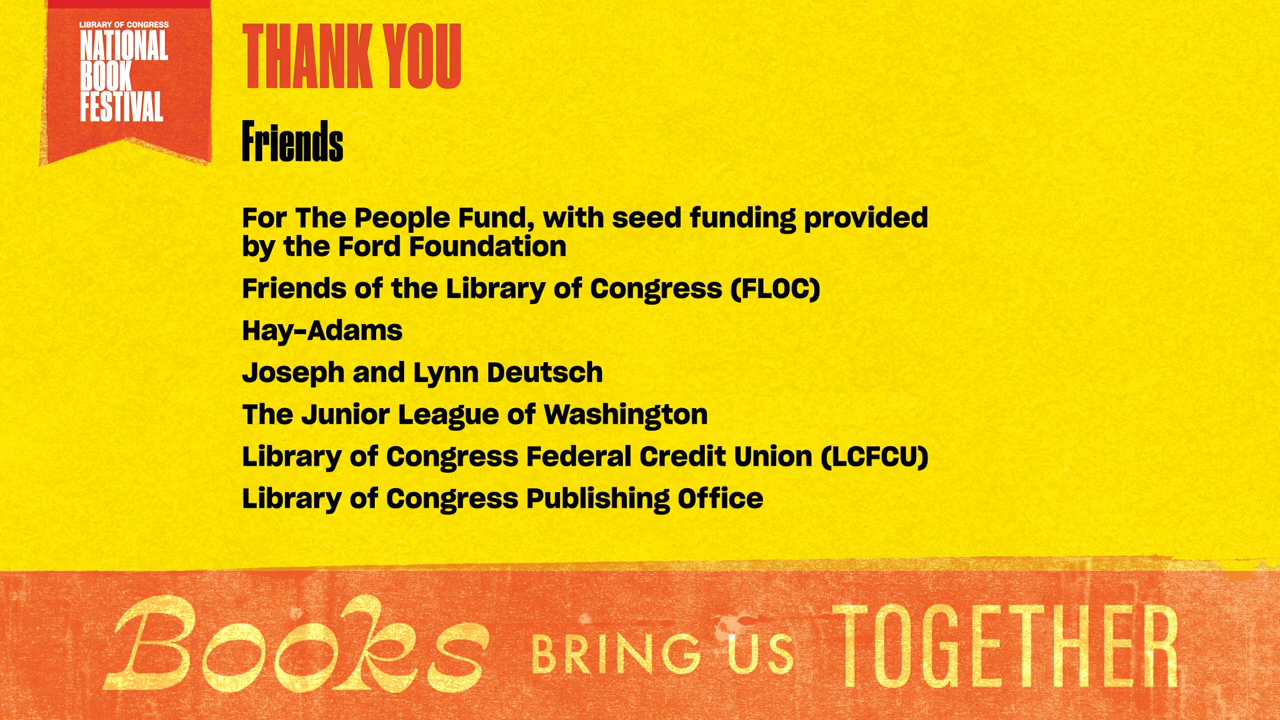 LIBRARY OF CONGRESS
NATIONAL
BOOK
FESTIVAL
THANK YOU
Friends
For The People Fund, with seed funding provided
by the Ford Foundation
Friends of the Library of Congress (FLOC)
Hay-Adams
Joseph and Lynn Deutsch
The Junior League of Washington
Library of Congress Federal Credit Union (LCFCU)
Library of Congress Publishing Office
Books BRING US TOGETHER